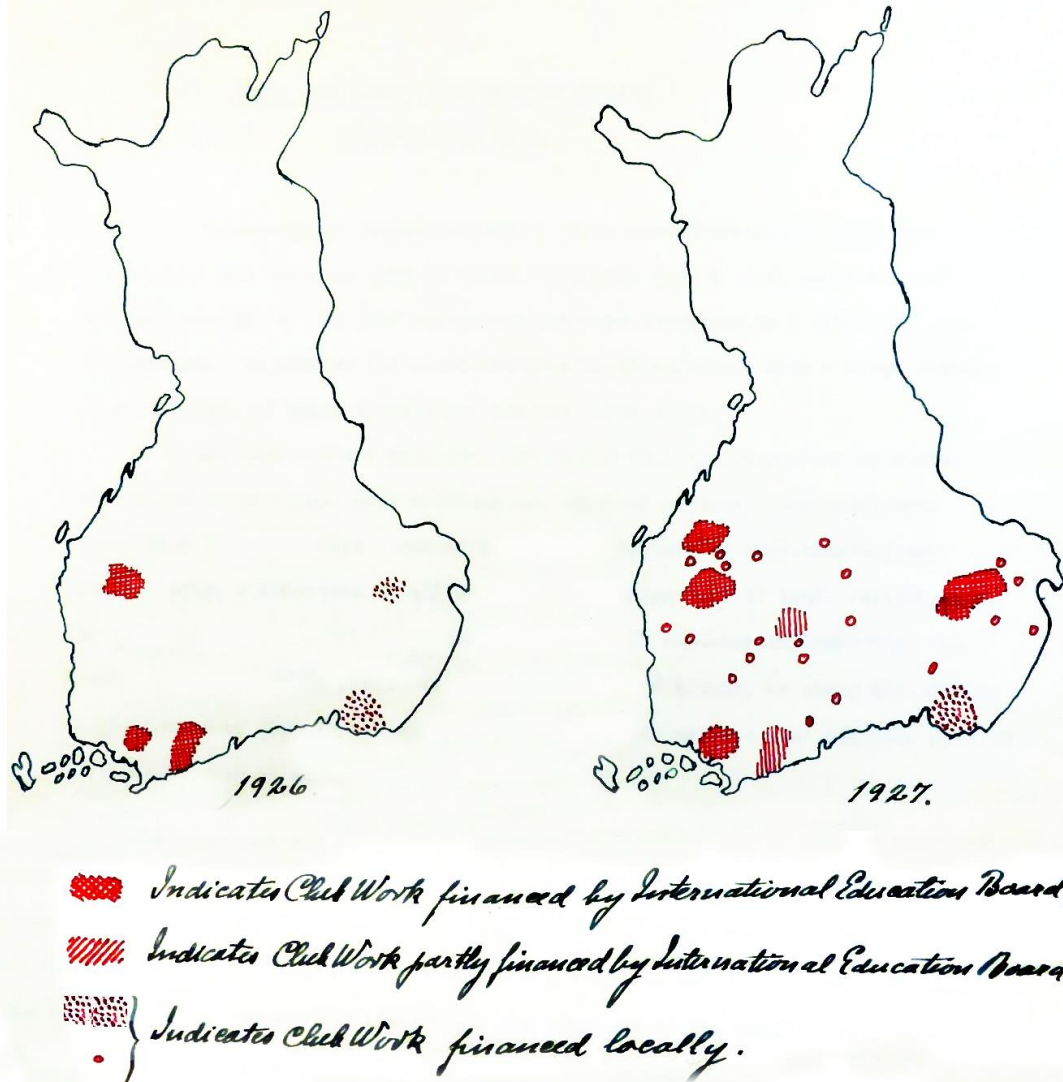 1926
1927.
Indicates Club Work financed by International Education Board
Indicates Club Work partly financed by International Education Board
Indicates Club Work financed locally.